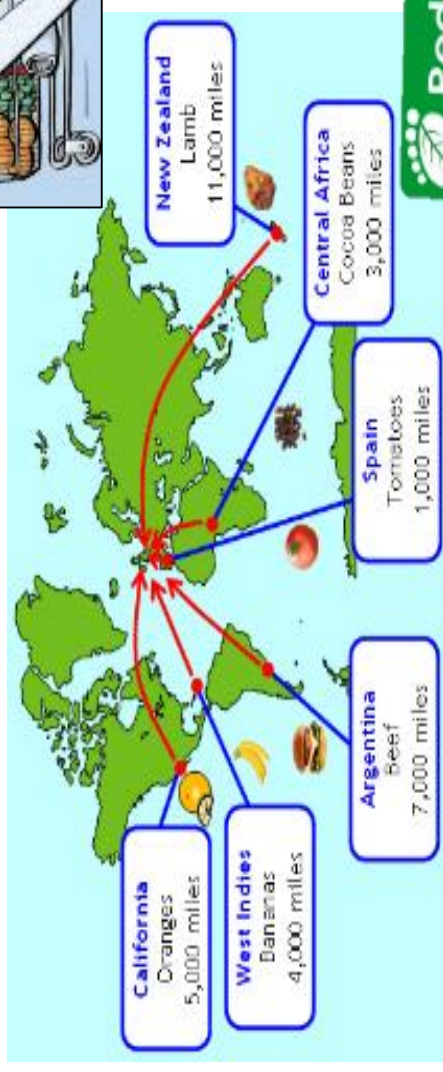 California
Oranges
5,000 miles
West Indies
Bananas
4,000 miles
Argentina
Beef
7,000 miles
Spain
Tomatoes
1,000 miles
Central Africa
Cocoa Beans
3,000 miles
New Zealand
Lamb
11,000 miles